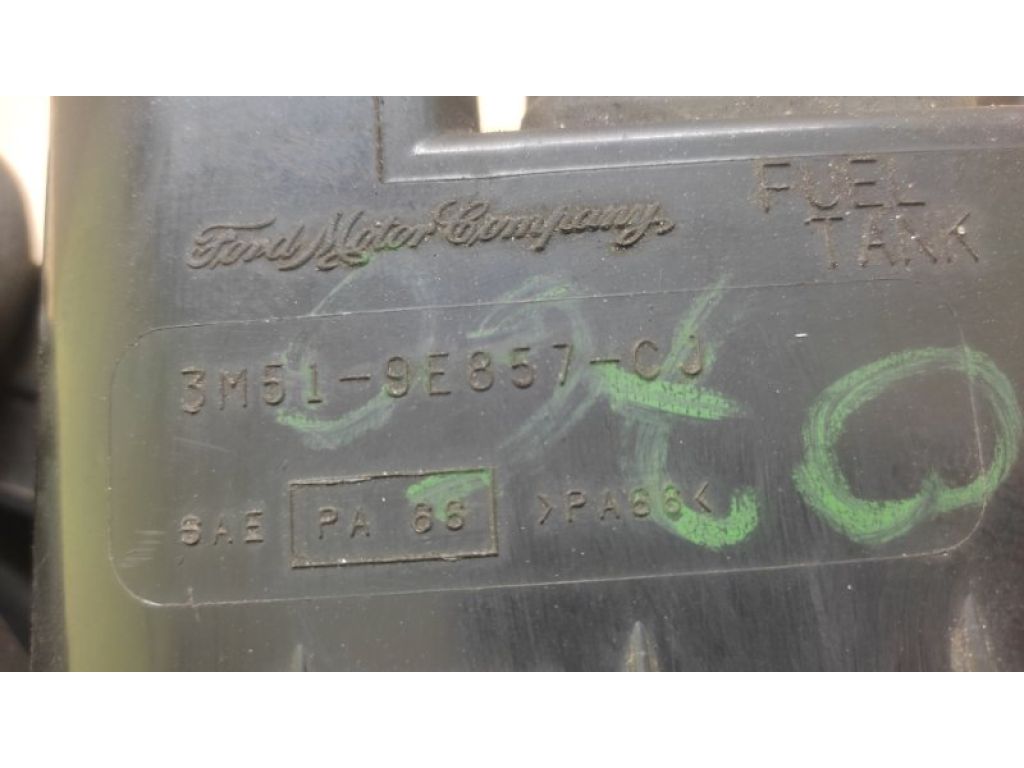 Ford Motor Company,
FUEL
TANK
3M51-9E857-CJ
SAE PA 66 >PA66<